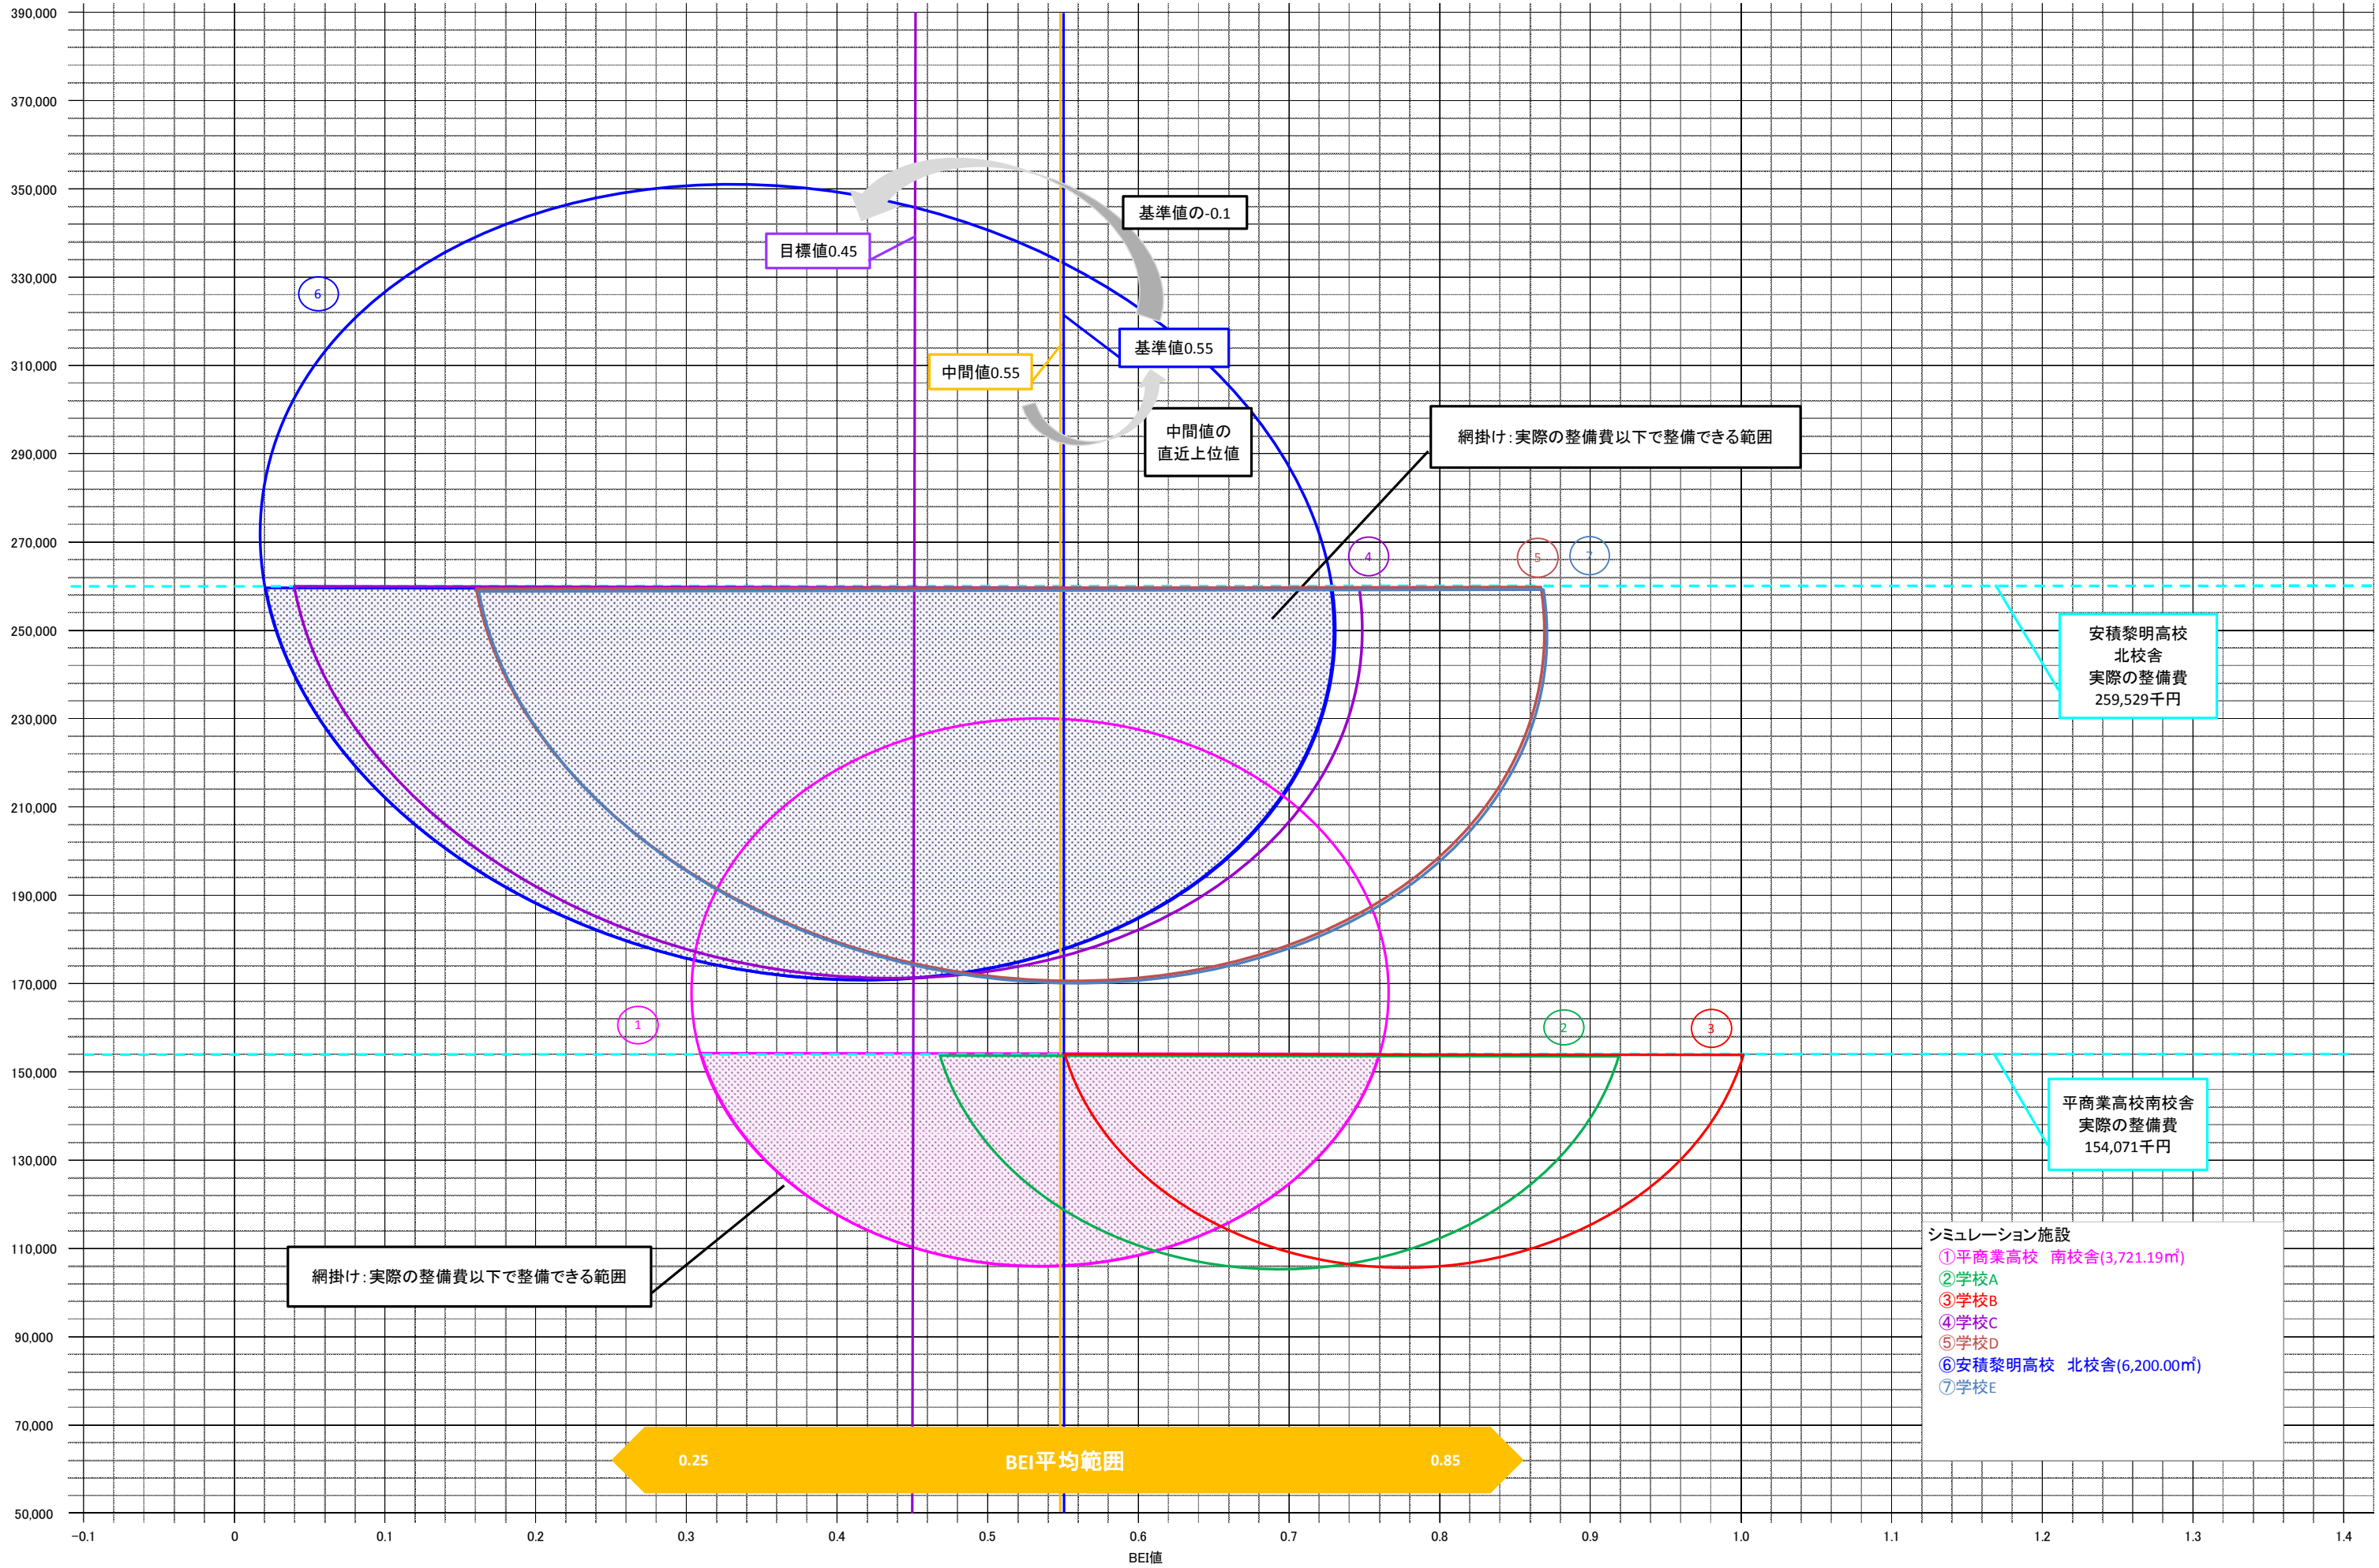 390,000
370,000
350,000
330,000
310,000
290,000
270,000
250,000
230,000
210,000
190,000
170,000
150,000
130,000
110,000
90,000
70,000
50,000
基準値の-0.1
目標値0.45
6
基準値0.55
中間値0.55
中間値の
直近上位値
網掛け：実際の整備費以下で整備できる範囲
4
5
7
安積黎明高校
北校舎
実際の整備費
259,529千円
1
2
3
平商業高校南校舎
実際の整備費
154,071千円
網掛け：実際の整備費以下で整備できる範囲
シミュレーション施設
①平商業高校　南校舎(3,721.19㎡)
②学校A
③学校B
④学校C
⑤学校D
⑥安積黎明高校　北校舎(6,200.00㎡)
⑦学校E
0.25
BEI平均範囲
0.85
-0.1
0
0.1
0.2
0.3
0.4
0.5
0.6
0.7
0.8
0.9
1.0
1.1
1.2
1.3
1.4
BEI値